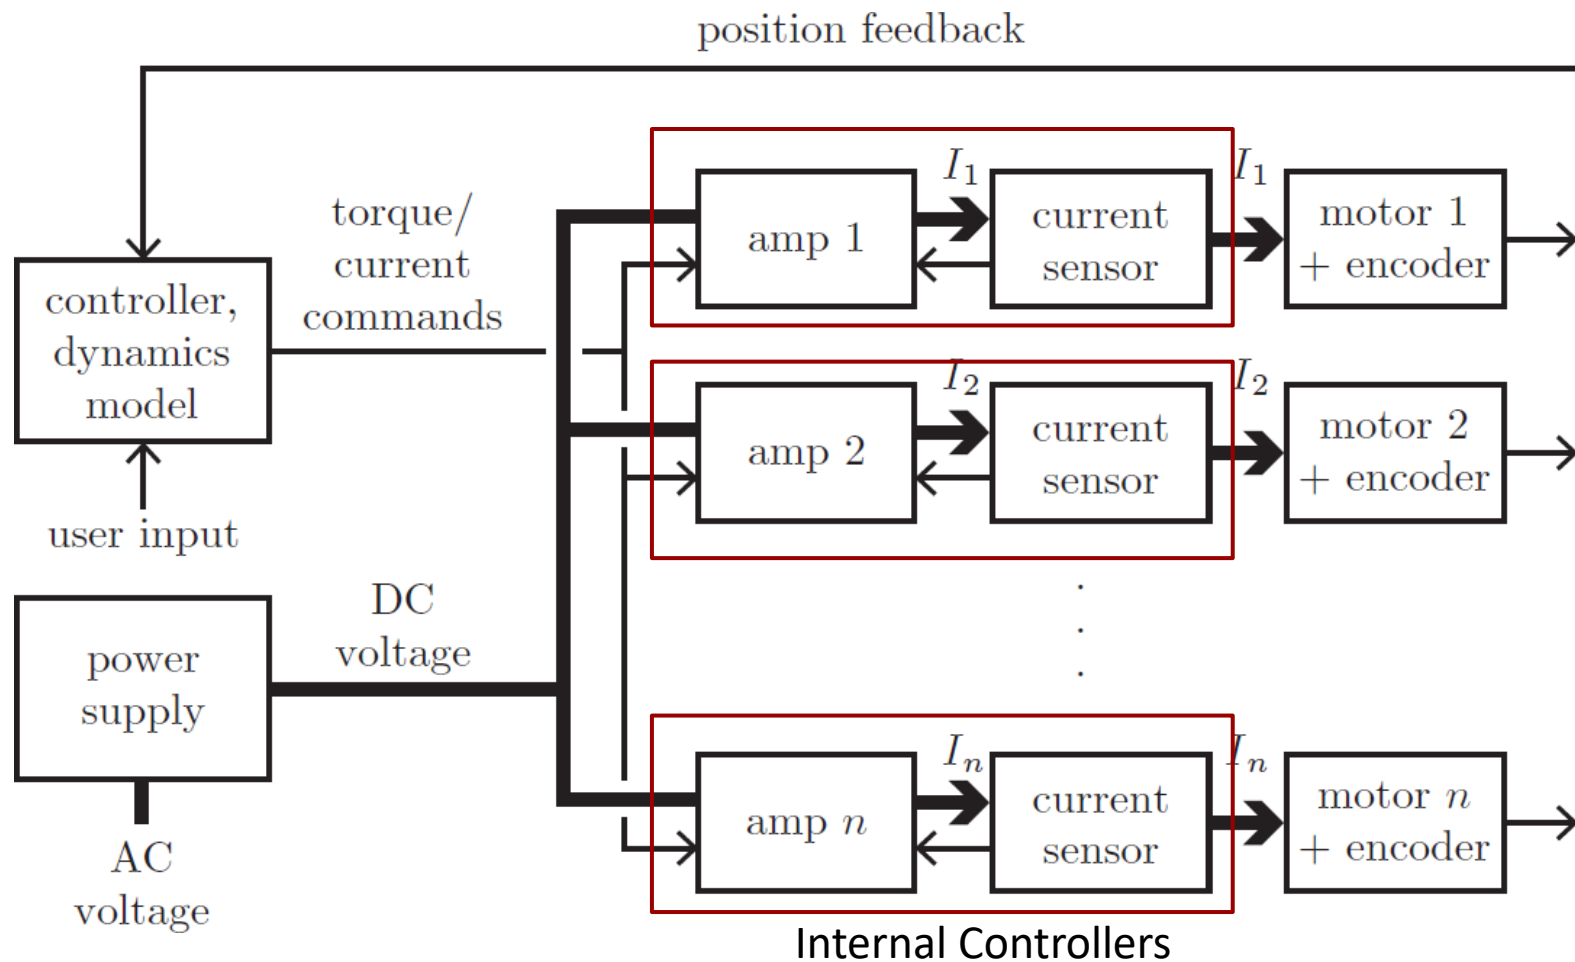 position feedback
torque/
current
commands
controller,
dynamics
model
user input
power
supply
DC
voltage
AC
voltage
amp 1
I₁
current
sensor
I₁
motor 1
+ encoder
amp 2
I₂
current
sensor
I₂
motor 2
+ encoder
.
.
.
amp n
Iₙ
current
sensor
Iₙ
motor n
+ encoder
Internal Controllers